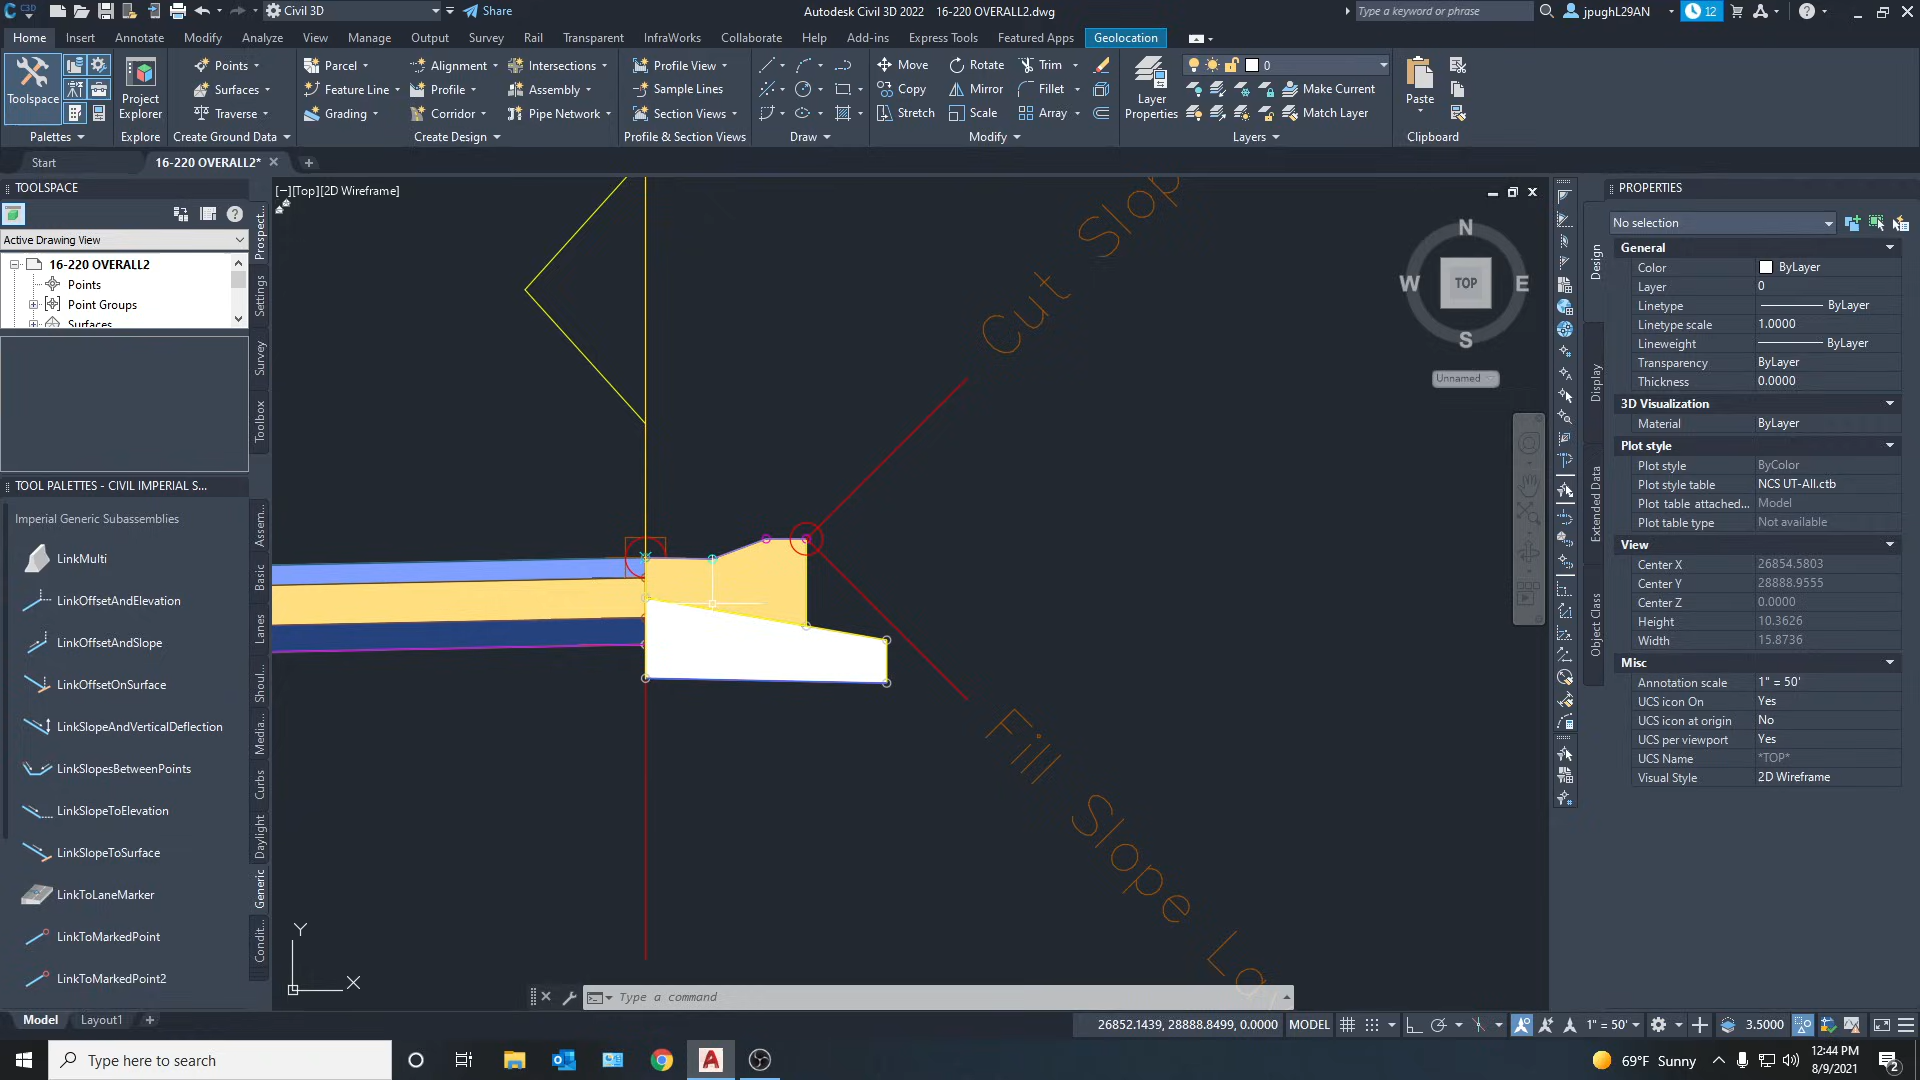 C3D
Civil 3D
Share
Autodesk Civil 3D 2022 16-220 OVERALL2.dwg
Type a keyword or phrase
jpughL29AN
12
Home Insert Annotate Modify Analyze View Manage Output Survey Rail Transparent InfraWorks Collaborate Help Add-ins Express Tools Featured Apps Geolocation
Toolspace
Project Explorer
Points
Surfaces
Traverse
Parcel
Feature Line
Grading
Alignment
Profile
Corridor
Intersections
Assembly
Pipe Network
Profile View
Sample Lines
Section Views
Move
Copy
Stretch
Rotate
Mirror
Scale
Trim
Fillet
Array
Layer Properties
0
Make Current
Match Layer
Paste
Palettes
Explore
Create Ground Data
Create Design
Profile & Section Views
Draw
Modify
Layers
Clipboard
Start
16-220 OVERALL2*
TOOLSPACE
Active Drawing View
16-220 OVERALL2
Points
Point Groups
Surfaces
Prospect...
Settings
Survey
Toolbox
TOOL PALETTES - CIVIL IMPERIAL S...
Imperial Generic Subassemblies
LinkMulti
LinkOffsetAndElevation
LinkOffsetAndSlope
LinkOffsetOnSurface
LinkSlopeAndVerticalDeflection
LinkSlopesBetweenPoints
LinkSlopeToElevation
LinkSlopeToSurface
LinkToLaneMarker
LinkToMarkedPoint
LinkToMarkedPoint2
Assem...
Basic
Lanes
Shoul...
Media...
Curbs
Daylight
Generic
Condit...
[−][Top][2D Wireframe]
Cut Slop
Fill Slope La
N
W TOP E
S
Unnamed
Y
X
Type a command
PROPERTIES
No selection
Design
Display
Extended Data
Object Class
General
Color ByLayer
Layer 0
Linetype ByLayer
Linetype scale 1.0000
Lineweight ByLayer
Transparency ByLayer
Thickness 0.0000
3D Visualization
Material ByLayer
Plot style
Plot style ByColor
Plot style table NCS UT-All.ctb
Plot table attached... Model
Plot table type Not available
View
Center X 26854.5803
Center Y 28888.9555
Center Z 0.0000
Height 10.3626
Width 15.8736
Misc
Annotation scale 1" = 50'
UCS icon On Yes
UCS icon at origin No
UCS per viewport Yes
UCS Name *TOP*
Visual Style 2D Wireframe
Model Layout1
26852.1439, 28888.8499, 0.0000 MODEL
1" = 50'
3.5000
Type here to search
69°F Sunny
12:44 PM
8/9/2021
2